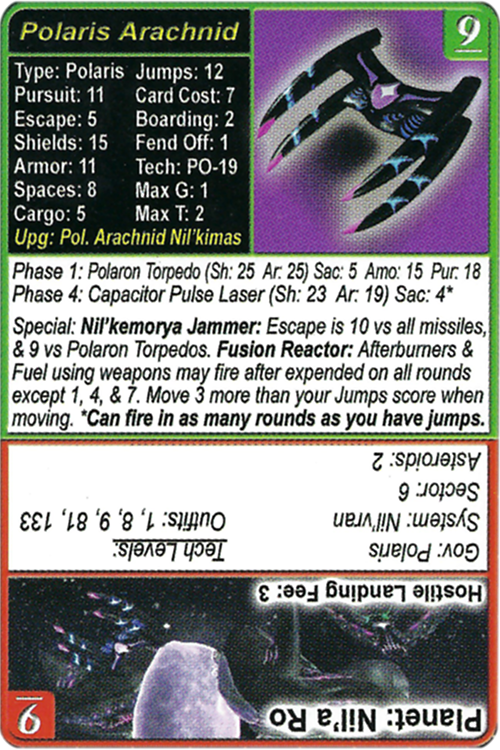 Polaris Arachnid
9
Type: Polaris Jumps: 12
Pursuit: 11 Card Cost: 7
Escape: 5 Boarding: 2
Shields: 15 Fend Off: 1
Armor: 11 Tech: PO-19
Spaces: 8 Max G: 1
Cargo: 5 Max T: 2
Upg: Pol. Arachnid Nil'kimas
Phase 1: Polaron Torpedo (Sh: 25 Ar: 25) Sac: 5 Amo: 15 Pur: 18
Phase 4: Capacitor Pulse Laser (Sh: 23 Ar: 19) Sac: 4*
Special: Nil'kemorya Jammer: Escape is 10 vs all missiles,
& 9 vs Polaron Torpedos. Fusion Reactor: Afterburners &
Fuel using weapons may fire after expended on all rounds
except 1, 4, & 7. Move 3 more than your Jumps score when
moving. *Can fire in as many rounds as you have jumps.
Planet: Nil'a Ro
6
Hostile Landing Fee: 3
Gov: Polaris Tech Levels:
System: Nil'vran Outfits: 1, 8, 9, 81, 133
Sector 6
Asteroids: 2